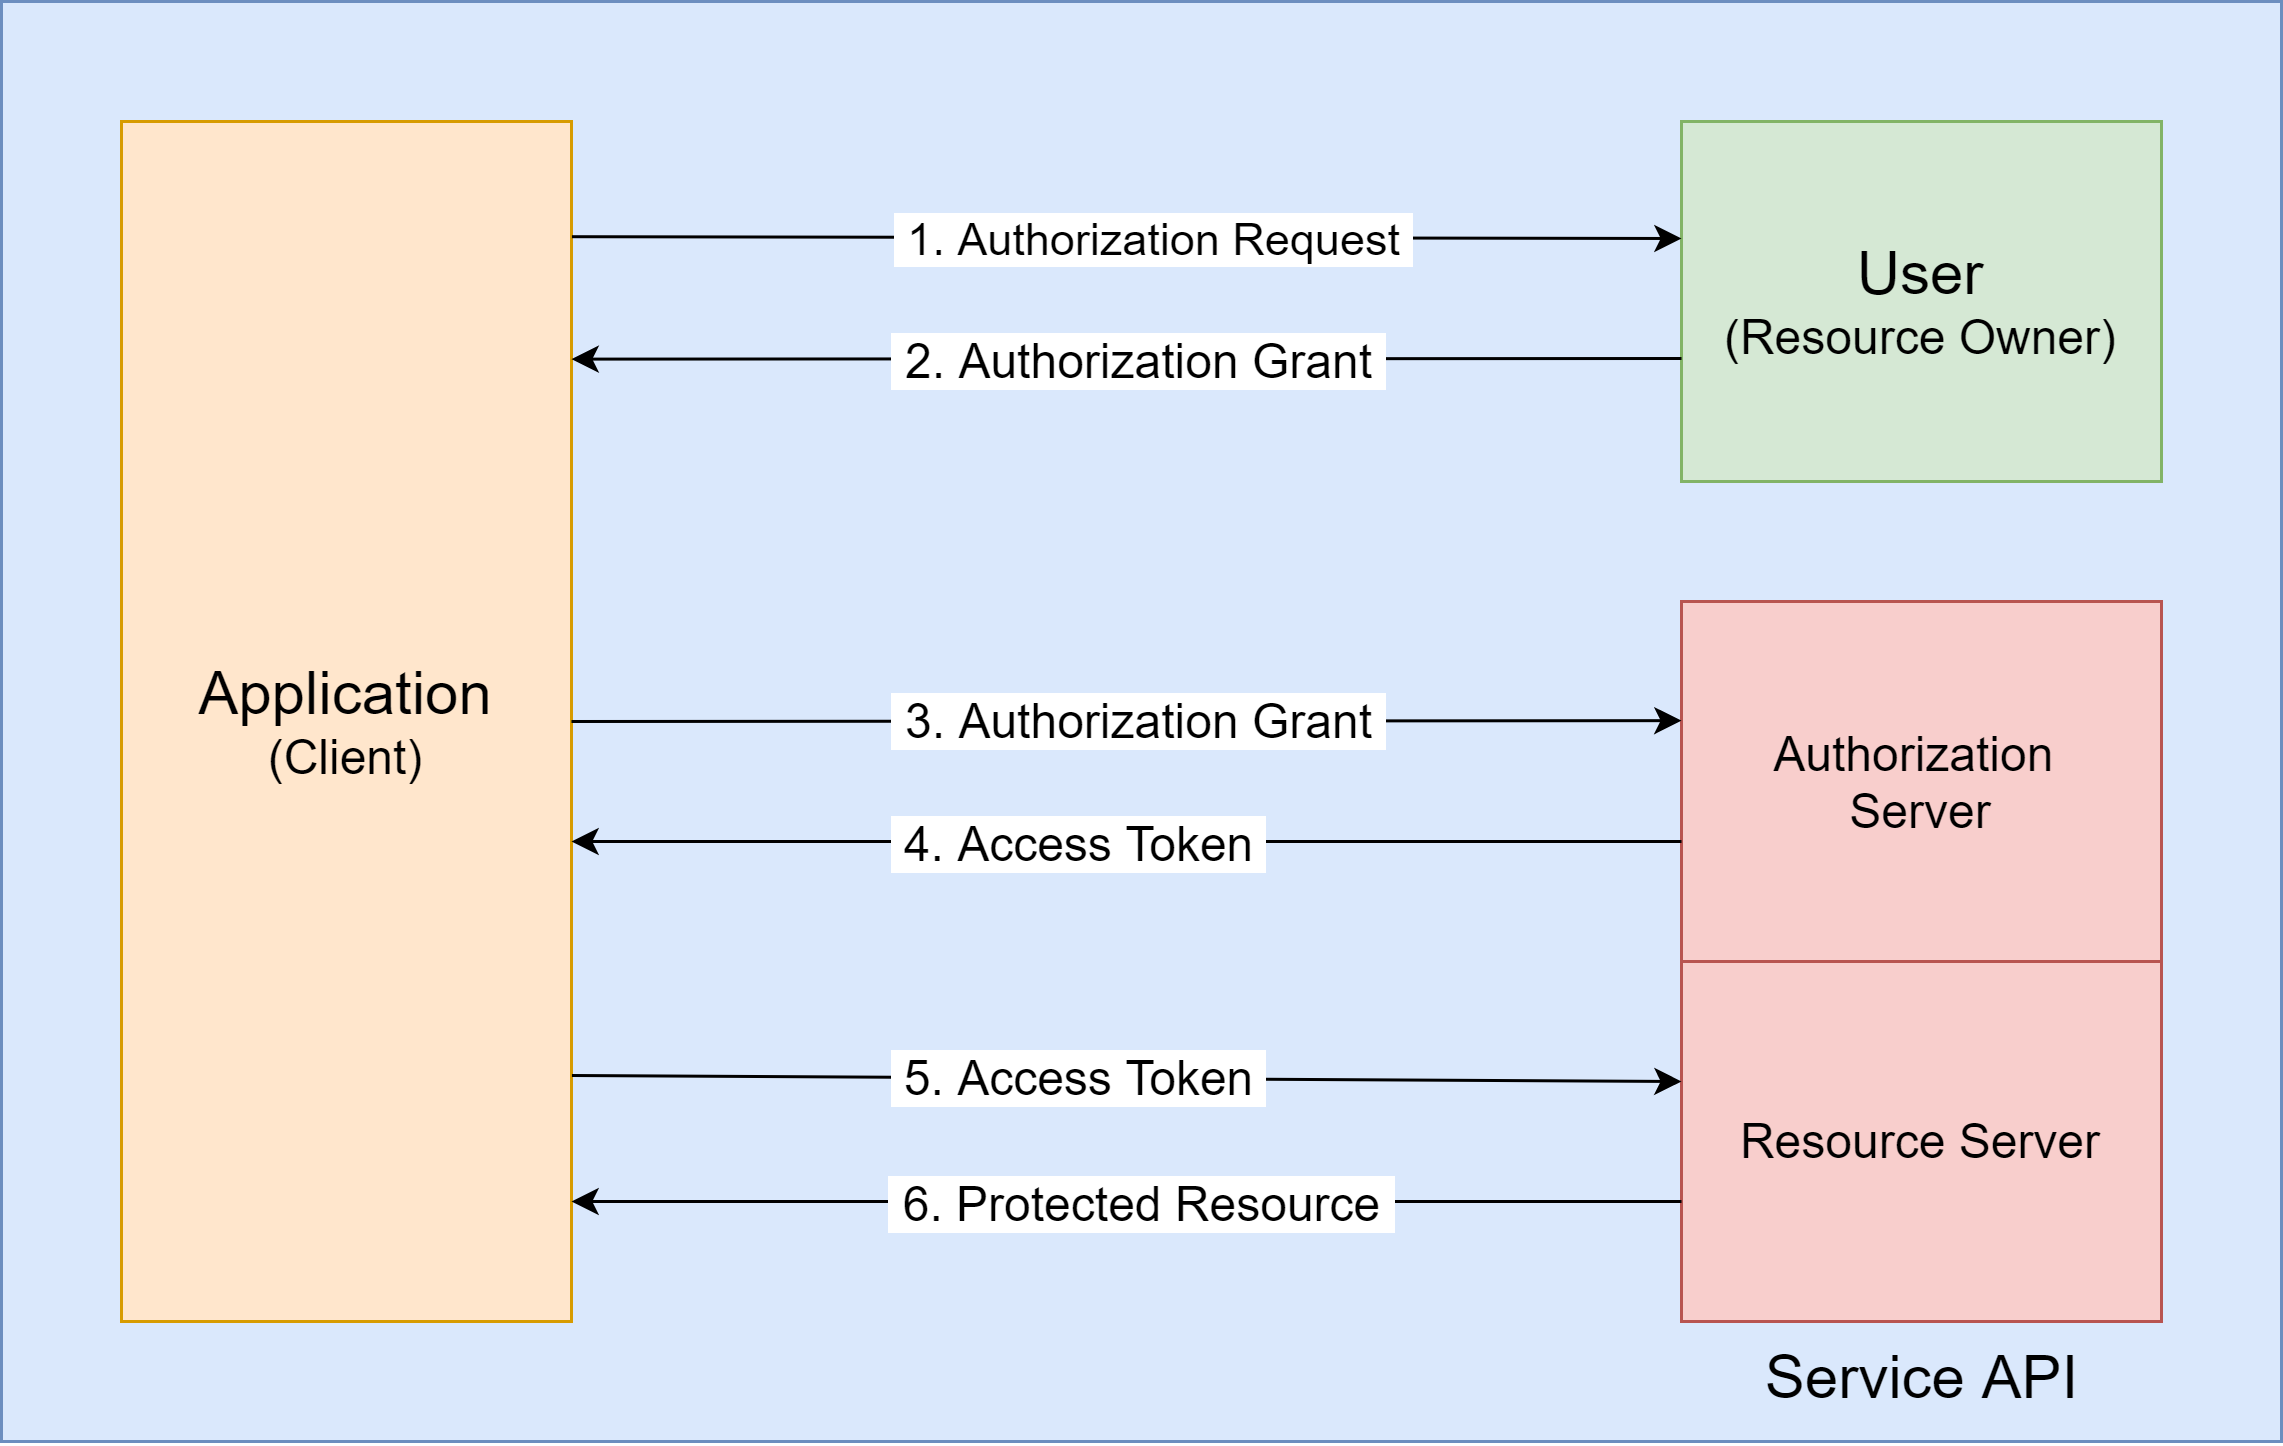 1. Authorization Request
User
(Resource Owner)
2. Authorization Grant
Application
(Client)
3. Authorization Grant
Authorization
Server
4. Access Token
5. Access Token
Resource Server
6. Protected Resource
Service API